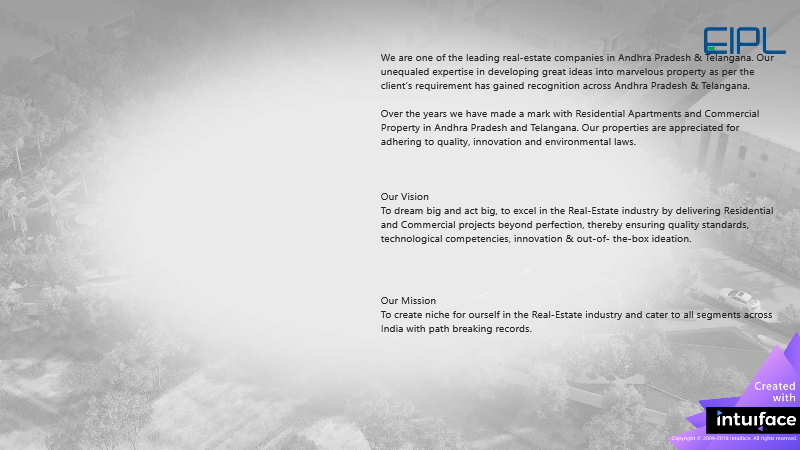 EIPL
We are one of the leading real-estate companies in Andhra Pradesh & Telangana. Our
unequaled expertise in developing great ideas into marvelous property as per the
client's requirement has gained recognition across Andhra Pradesh & Telangana.
Over the years we have made a mark with Residential Apartments and Commercial
Property in Andhra Pradesh and Telangana. Our properties are appreciated for
adhering to quality, innovation and environmental laws.
Our Vision
To dream big and act big, to excel in the Real-Estate industry by delivering Residential
and Commercial projects beyond perfection, thereby ensuring quality standards,
technological competencies, innovation & out-of- the-box ideation.
Our Mission
To create niche for ourself in the Real-Estate industry and cater to all segments across
India with path breaking records.
Created
with
intuiface
Copyright © 2009-2018 Intuiface. All rights reserved.